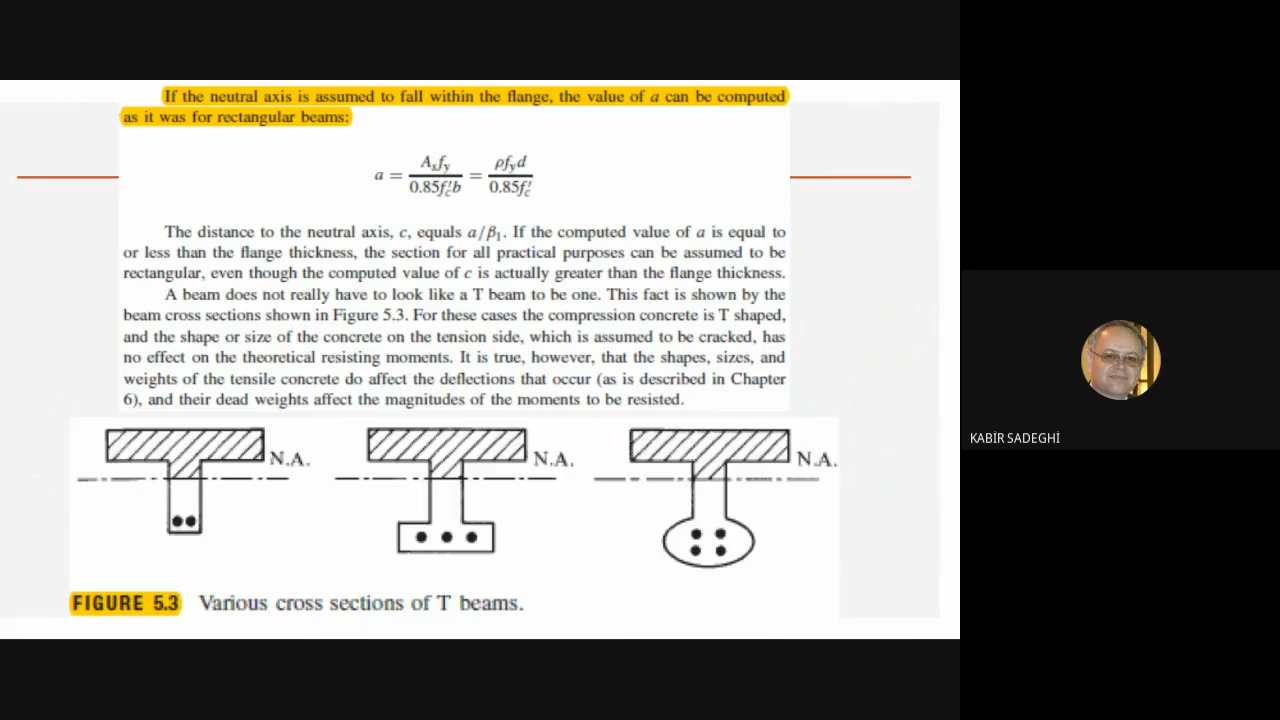 If the neutral axis is assumed to fall within the flange, the value of a can be computed
as it was for rectangular beams:
a = A_s f_y / 0.85f'_c b = ρf_y d / 0.85f'_c
The distance to the neutral axis, c, equals a/β₁. If the computed value of a is equal to
or less than the flange thickness, the section for all practical purposes can be assumed to be
rectangular, even though the computed value of c is actually greater than the flange thickness.
A beam does not really have to look like a T beam to be one. This fact is shown by the
beam cross sections shown in Figure 5.3. For these cases the compression concrete is T shaped,
and the shape or size of the concrete on the tension side, which is assumed to be cracked, has
no effect on the theoretical resisting moments. It is true, however, that the shapes, sizes, and
weights of the tensile concrete do affect the deflections that occur (as is described in Chapter
6), and their dead weights affect the magnitudes of the moments to be resisted.
N.A. N.A. N.A.
FIGURE 5.3 Various cross sections of T beams.
KABİR SADEGHİ